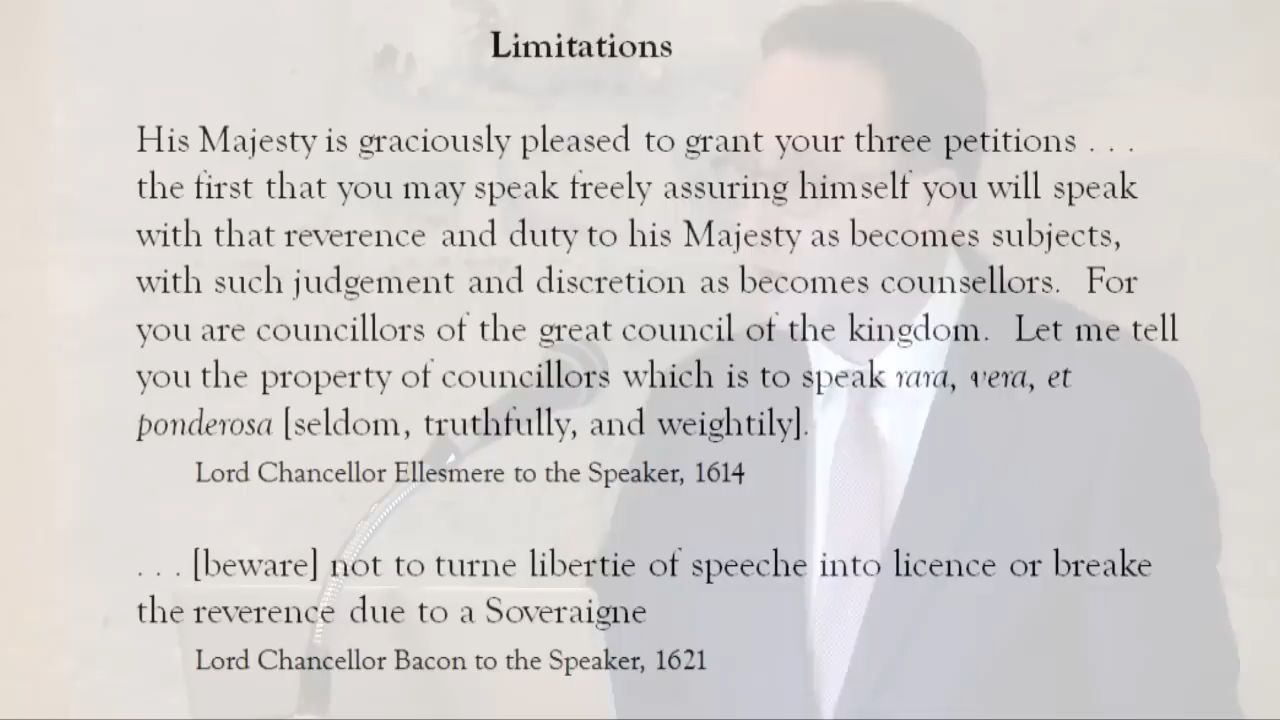 Limitations
His Majesty is graciously pleased to grant your three petitions . . .
the first that you may speak freely assuring himself you will speak
with that reverence and duty to his Majesty as becomes subjects,
with such judgement and discretion as becomes counsellors. For
you are councillors of the great council of the kingdom. Let me tell
you the property of councillors which is to speak rara, vera, et
ponderosa [seldom, truthfully, and weightily].
Lord Chancellor Ellesmere to the Speaker, 1614
. . . [beware] not to turne libertie of speeche into licence or breake
the reverence due to a Soveraigne
Lord Chancellor Bacon to the Speaker, 1621